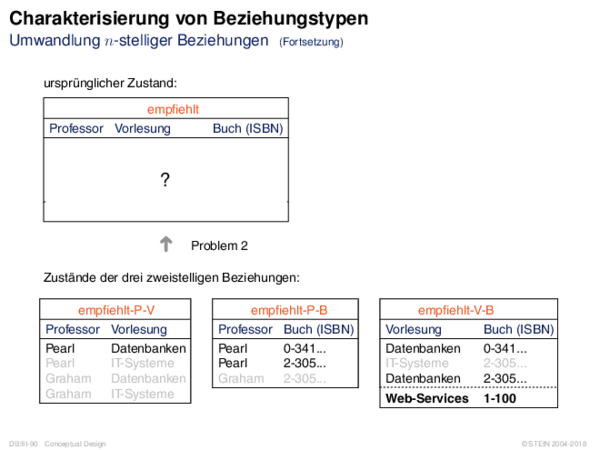 Charakterisierung von Beziehungstypen
Umwandlung n-stelliger Beziehungen (Fortsetzung)
ursprünglicher Zustand:
empfiehlt
Professor Vorlesung Buch (ISBN)
?
Problem 2
Zustände der drei zweistelligen Beziehungen:
empfiehlt-P-V
Professor Vorlesung
Pearl Datenbanken
Pearl IT-Systeme
Graham Datenbanken
Graham IT-Systeme
empfiehlt-P-B
Professor Buch (ISBN)
Pearl 0-341...
Pearl 2-305...
Graham 2-305...
empfiehlt-V-B
Vorlesung Buch (ISBN)
Datenbanken 0-341...
IT-Systeme 2-305...
Datenbanken 2-305...
Web-Services 1-100
DB:III-90 Conceptual Design
© STEIN 2004-2018